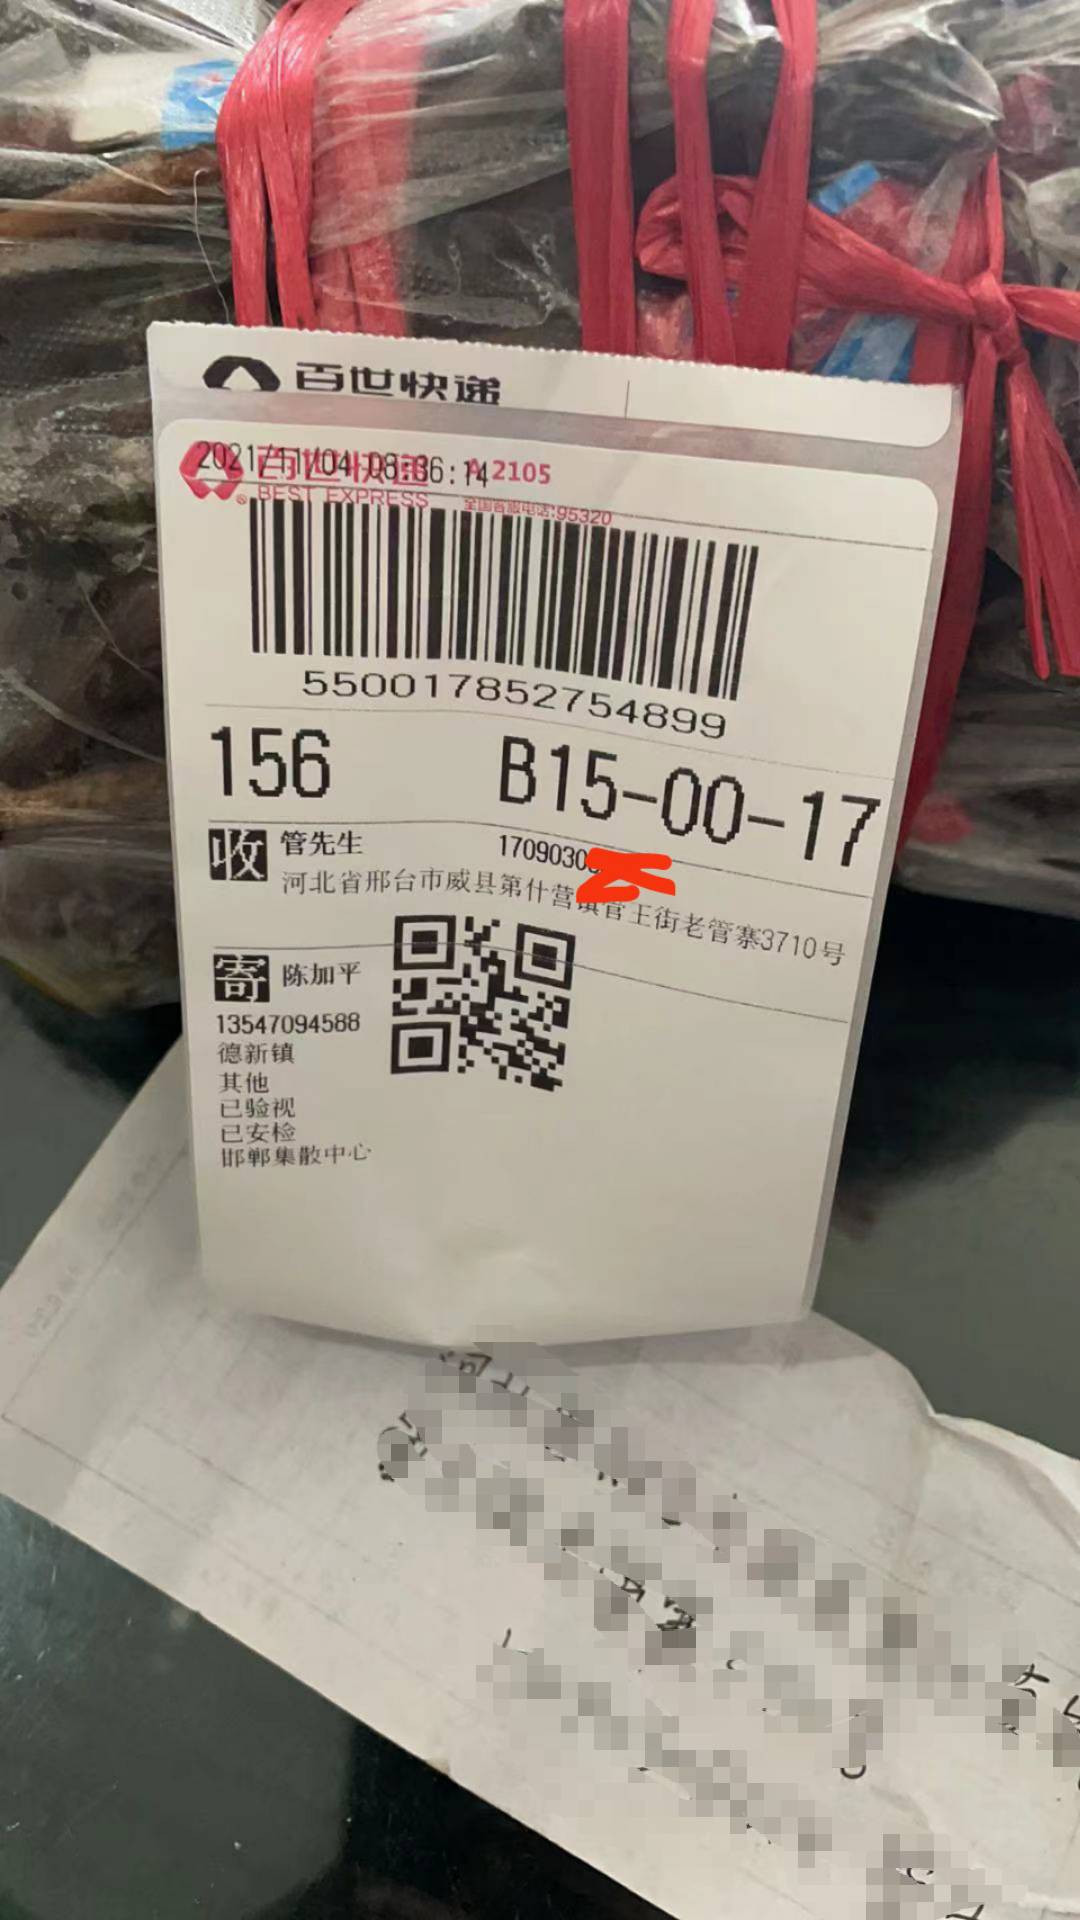 百世快递
2021/11/04 08:36:14
百世快递 A 2105
BEST EXPRESS 全国客服电话:95320
550017852754899
156 B15-00-17
收 管先生 1709030
河北省邢台市威县第什营镇管王街老管寨3710号
寄 陈加平
13547094588
德新镇
其他
已验视
已安检
邯郸集散中心